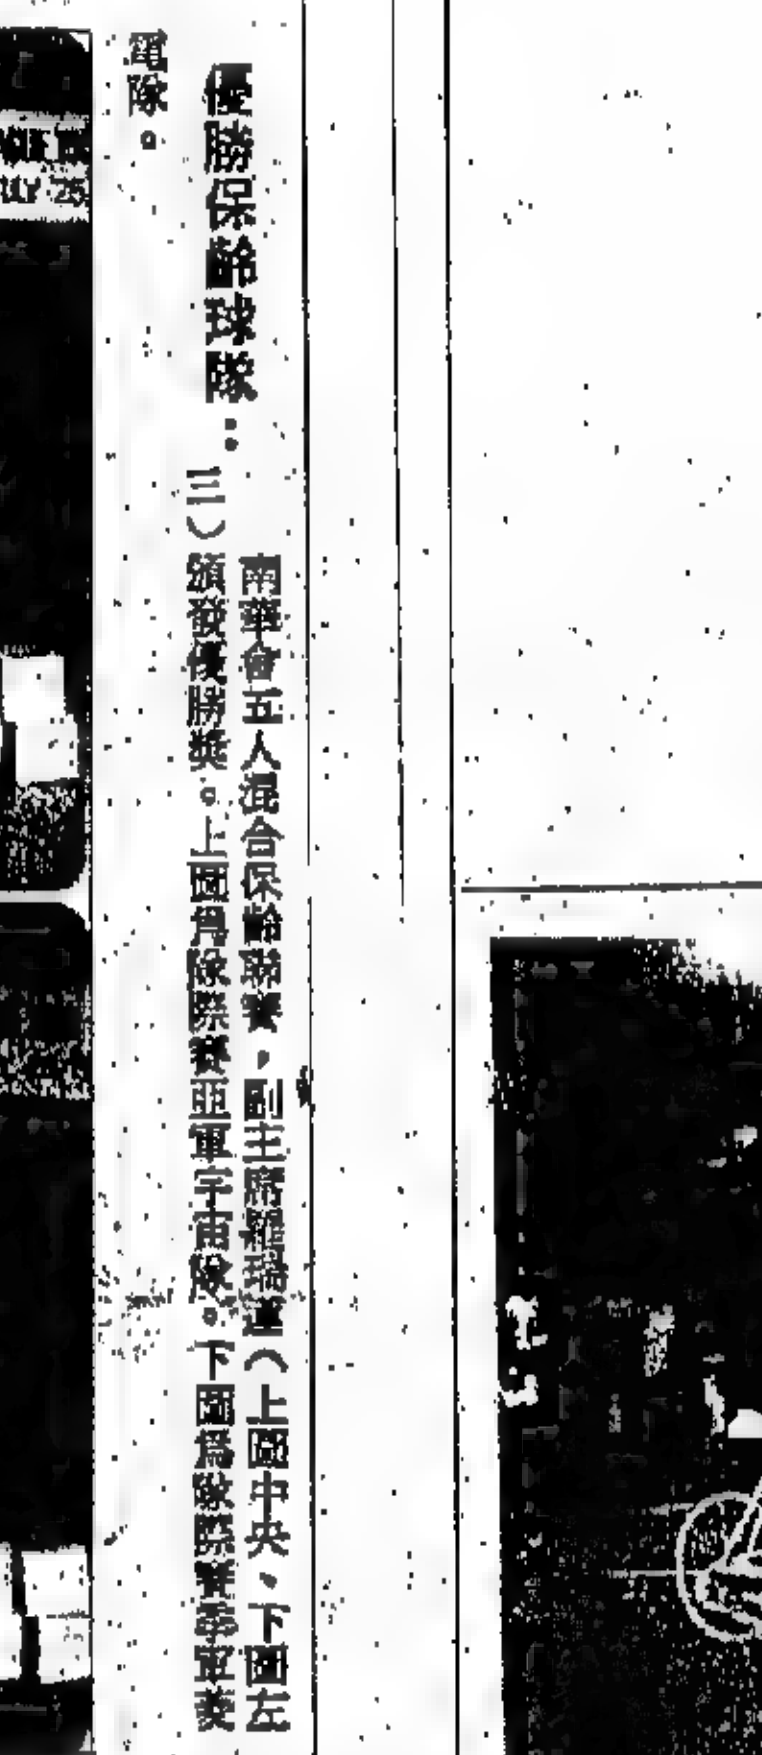 優勝保齡球隊：
南華會五人混合保齡聯賽，副主席羅瑞蓮（上圖中央、下圖左
三）頒發優勝獎。上圖爲隊際賽亞軍宇宙隊。下圖爲隊際賽季軍美
電隊。
JULY 25